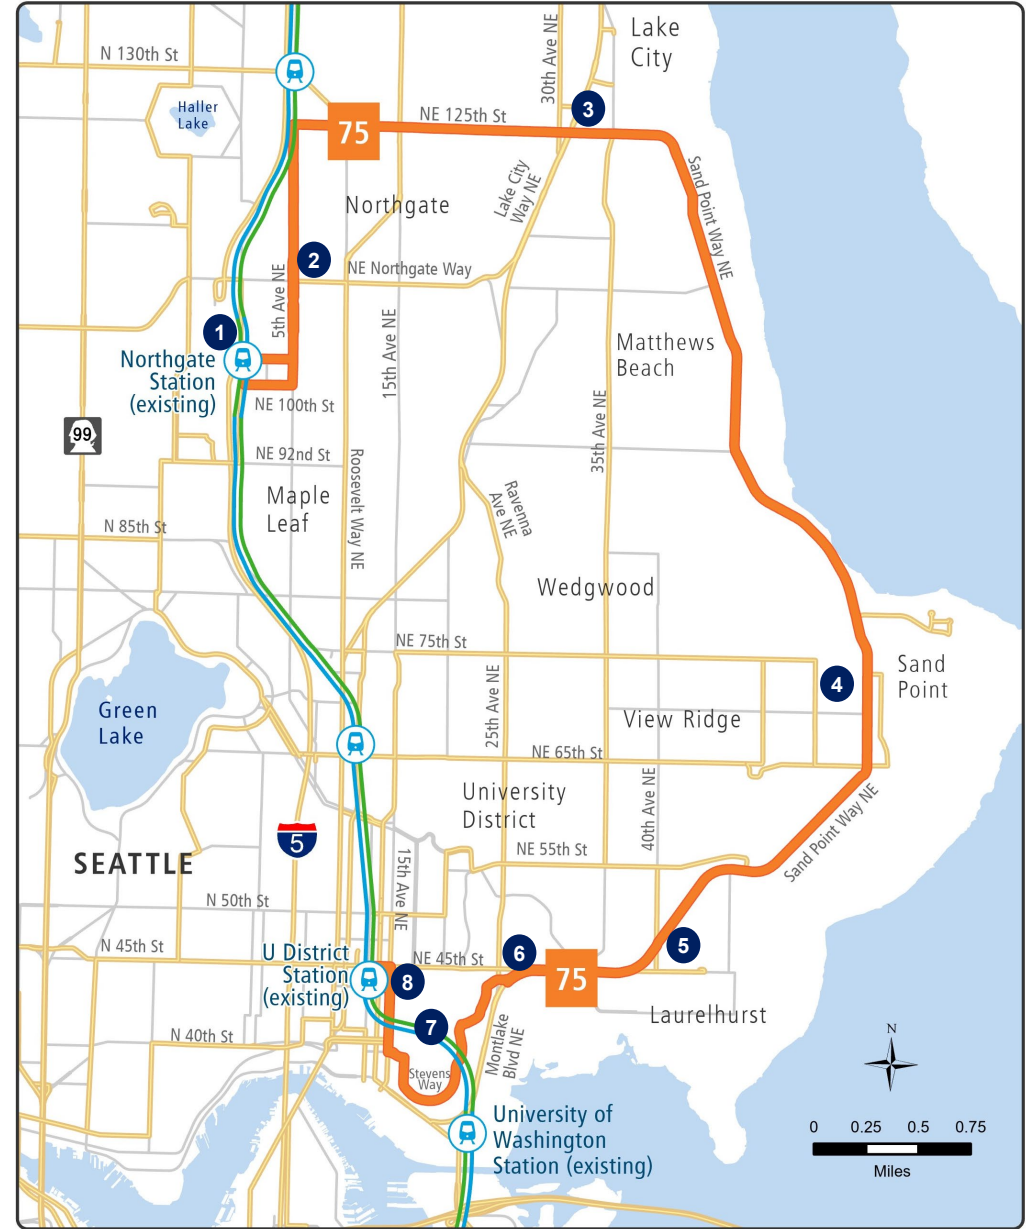 Lake
City
N 130th St
30th Ave NE
Haller
Lake
3
NE 125th St
75
Sand Point Way NE
Lake City
Way NE
Northgate
2
NE Northgate Way
5th Ave NE
1
15th Ave NE
Matthews
Beach
Northgate
Station
(existing)
NE 100th St
35th Ave NE
99
NE 92nd St
Roosevelt Way NE
Maple
Leaf
Ravenna
Ave NE
N 85th St
Wedgwood
NE 75th St
Sand
Point
4
25th Ave NE
Green
Lake
View Ridge
NE 65th St
40th Ave NE
University
District
Sand Point Way NE
5
SEATTLE
NE 55th St
15th Ave NE
N 50th St
N 45th St
U District
Station
(existing)
NE 45th St
6
5
75
8
Laurelhurst
7
N 40th St
Montlake
Blvd NE
Stevens
Way
N
University of
Washington
Station (existing)
0 0.25 0.5 0.75
Miles